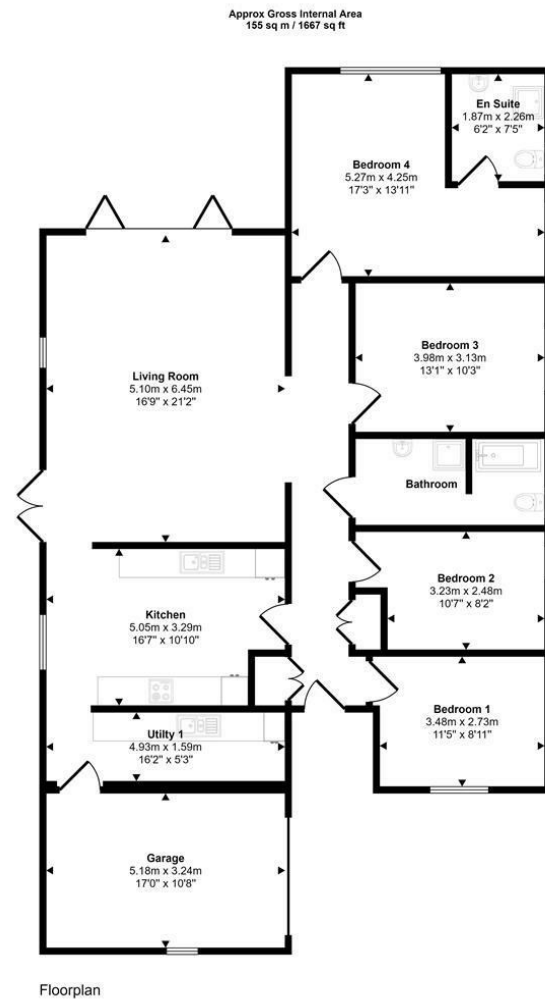 Approx Gross Internal Area
155 sq m / 1667 sq ft
En Suite
1.87m x 2.26m
6'2" x 7'5"
Bedroom 4
5.27m x 4.25m
17'3" x 13'11"
Living Room
5.10m x 6.45m
16'9" x 21'2"
Bedroom 3
3.98m x 3.13m
13'1" x 10'3"
Bathroom
Bedroom 2
3.23m x 2.48m
10'7" x 8'2"
Kitchen
5.05m x 3.29m
16'7" x 10'10"
Bedroom 1
3.48m x 2.73m
11'5" x 8'11"
Utilty 1
4.93m x 1.59m
16'2" x 5'3"
Garage
5.18m x 3.24m
17'0" x 10'8"
Floorplan